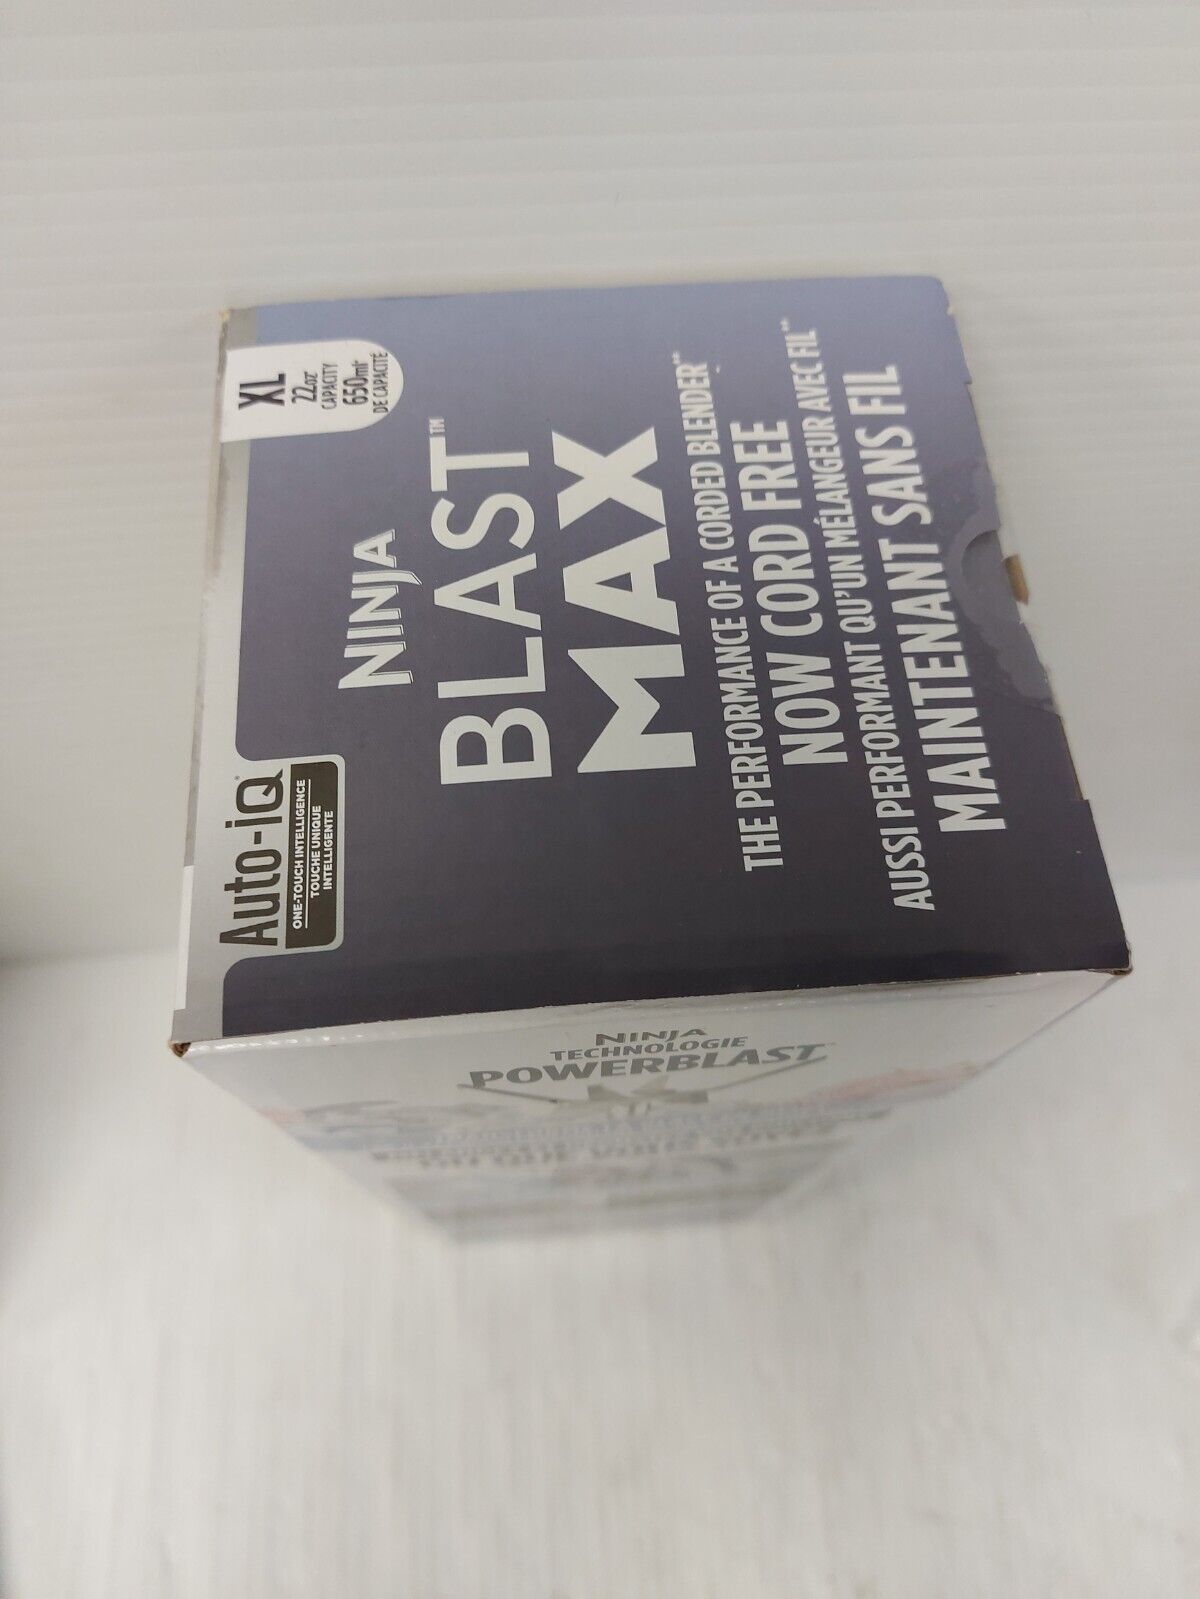 Auto-iQ®
ONE-TOUCH INTELLIGENCE
TOUCHE UNIQUE
INTELLIGENTE
XL
22oz*
CAPACITY
650ml*
DE CAPACITÉ
NINJA
BLAST™
MAX
THE PERFORMANCE OF A CORDED BLENDER**
NOW CORD FREE
AUSSI PERFORMANT QU'UN MÉLANGEUR AVEC FIL**
MAINTENANT SANS FIL
NINJA
TECHNOLOGIE
POWERBLAST™